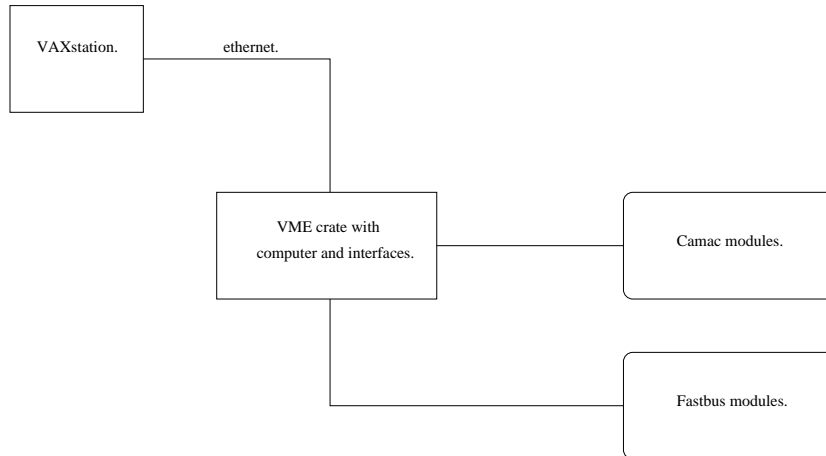 VAXstation.
ethernet.
VME crate with
computer and interfaces.
Camac modules.
Fastbus modules.